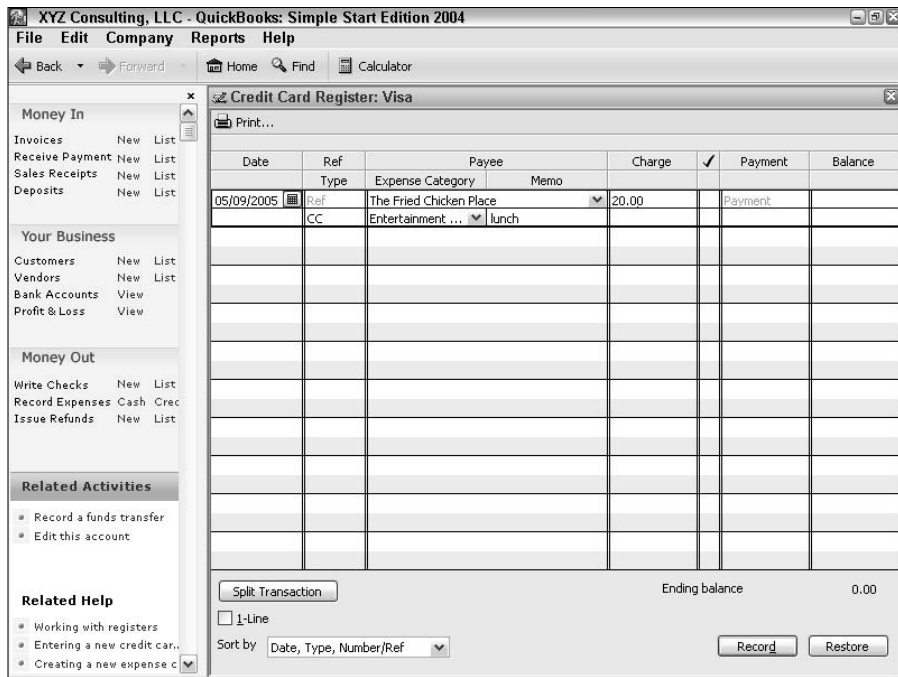 XYZ Consulting, LLC - QuickBooks: Simple Start Edition 2004
File Edit Company Reports Help
Back Forward Home Find Calculator
Money In
Invoices New List
Receive Payment New List
Sales Receipts New List
Deposits New List
Your Business
Customers New List
Vendors New List
Bank Accounts View
Profit & Loss View
Money Out
Write Checks New List
Record Expenses Cash Crec
Issue Refunds New List
Related Activities
Record a funds transfer
Edit this account
Related Help
Working with registers
Entering a new credit car..
Creating a new expense c
Credit Card Register: Visa
Print...
Date Ref Payee Charge ✓ Payment Balance
Type Expense Category Memo
05/09/2005 Ref The Fried Chicken Place 20.00 Payment
CC Entertainment ... lunch
Split Transaction Ending balance 0.00
1-Line
Sort by Date, Type, Number/Ref Record Restore